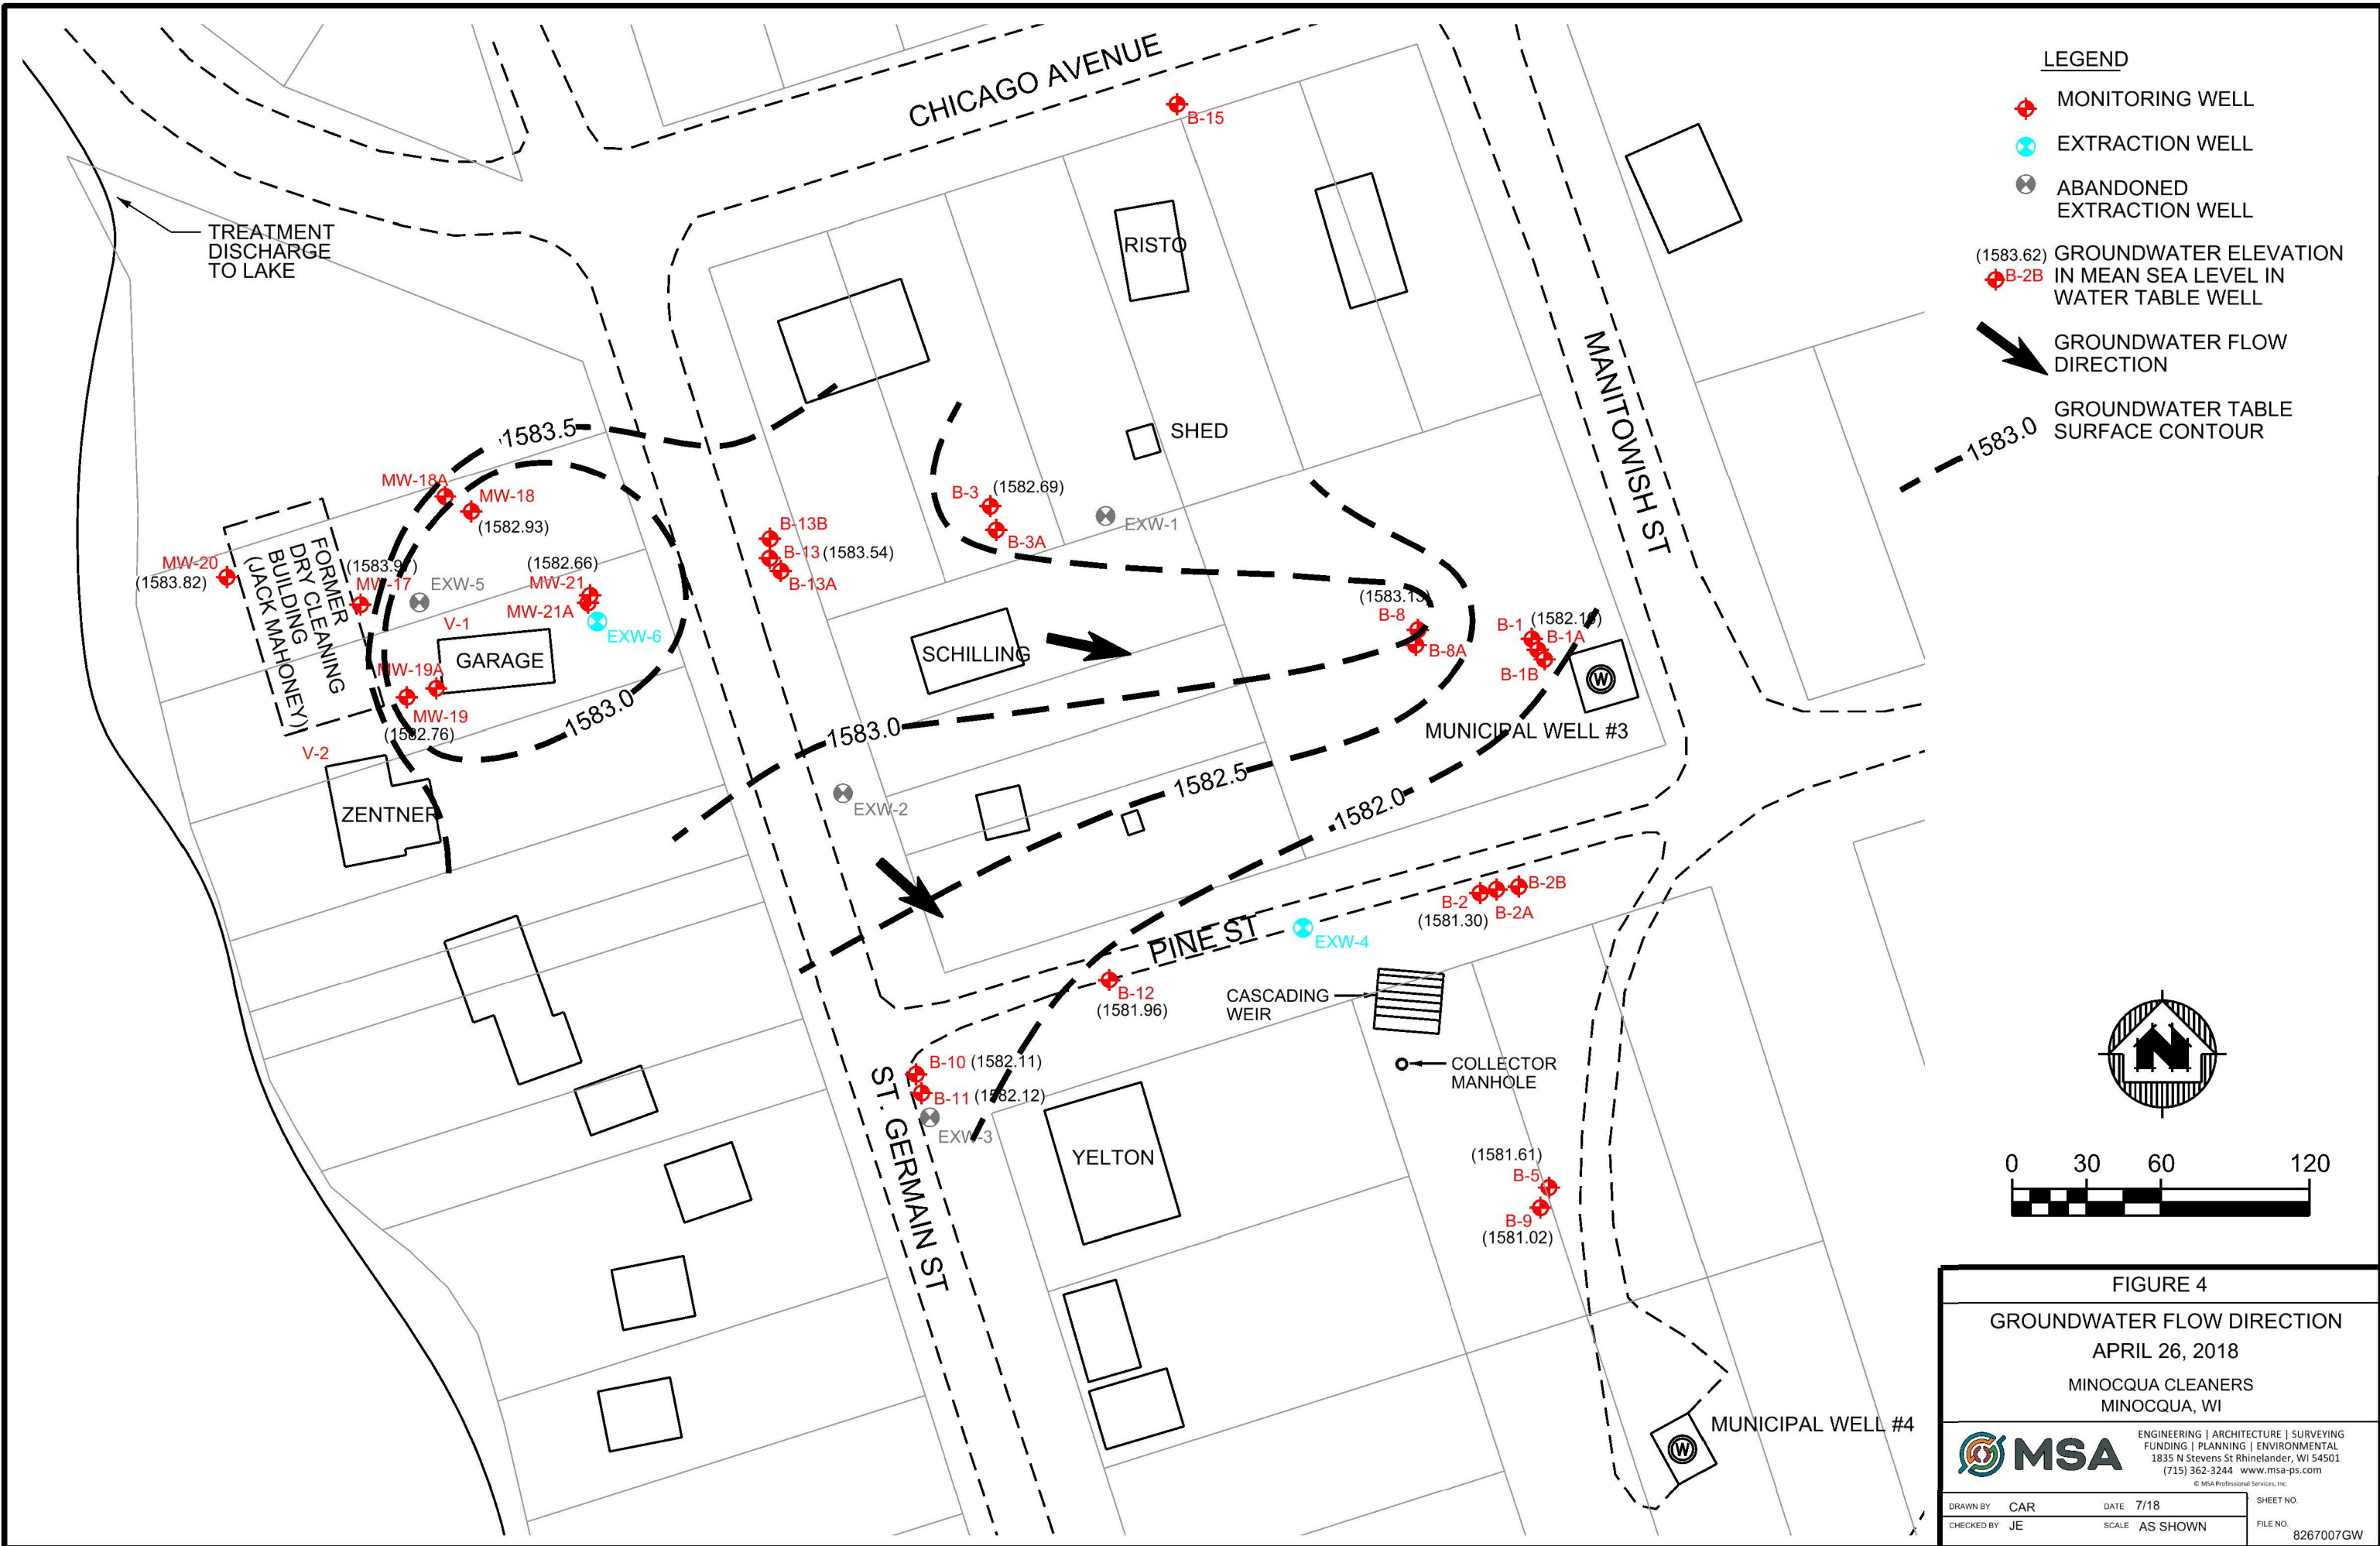 CHICAGO AVENUE
B-15
TREATMENT
DISCHARGE
TO LAKE
RISTO
SHED
MANITOWISH ST
LEGEND
MONITORING WELL
EXTRACTION WELL
ABANDONED
EXTRACTION WELL
(1583.62)
B-2B
GROUNDWATER ELEVATION
IN MEAN SEA LEVEL IN
WATER TABLE WELL
GROUNDWATER FLOW
DIRECTION
1583.0
GROUNDWATER TABLE
SURFACE CONTOUR
1583.5
MW-18A
MW-18
(1582.93)
MW-20
(1583.82)
FORMER
DRY CLEANING
BUILDING
(JACK MAHONEY)
MW-17
EXW-5
(1582.66)
MW-21
MW-21A
EXW-6
V-1
GARAGE
MW-19A
MW-19
(1582.76)
V-2
ZENTNER
1583.0
B-13B
B-13 (1583.54)
B-13A
B-3 (1582.69)
B-3A
EXW-1
SCHILLING
(1583.13)
B-8
B-8A
B-1
B-1A
B-1B
W
MUNICIPAL WELL #3
1583.0
EXW-2
1582.5
1582.0
B-2
B-2A
B-2B
(1581.30)
EXW-4
PINE ST
B-12
(1581.96)
CASCADING
WEIR
COLLECTOR
MANHOLE
B-10 (1582.11)
B-11 (1582.12)
EXW-3
ST. GERMAIN ST
YELTON
(1581.61)
B-5
B-9
(1581.02)
W
MUNICIPAL WELL #4
N
0 30 60 120
FIGURE 4
GROUNDWATER FLOW DIRECTION
APRIL 26, 2018
MINOCQUA CLEANERS
MINOCQUA, WI
MSA
ENGINEERING | ARCHITECTURE | SURVEYING
FUNDING | PLANNING | ENVIRONMENTAL
1835 N Stevens St Rhinelander, WI 54501
(715) 362-3244 www.msa-ps.com
© MSA Professional Services, Inc.
DRAWN BY CAR DATE 7/18 SHEET NO.
CHECKED BY JE SCALE AS SHOWN FILE NO. 8267007GW